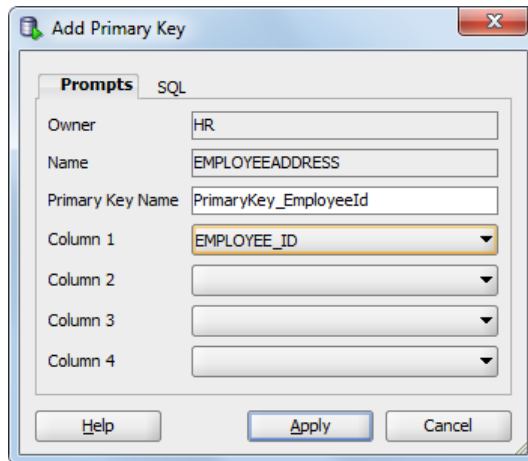 Add Primary Key
Prompts SQL
Owner HR
Name EMPLOYEEADDRESS
Primary Key Name PrimaryKey_EmployeeId
Column 1 EMPLOYEE_ID
Column 2
Column 3
Column 4
Help Apply Cancel